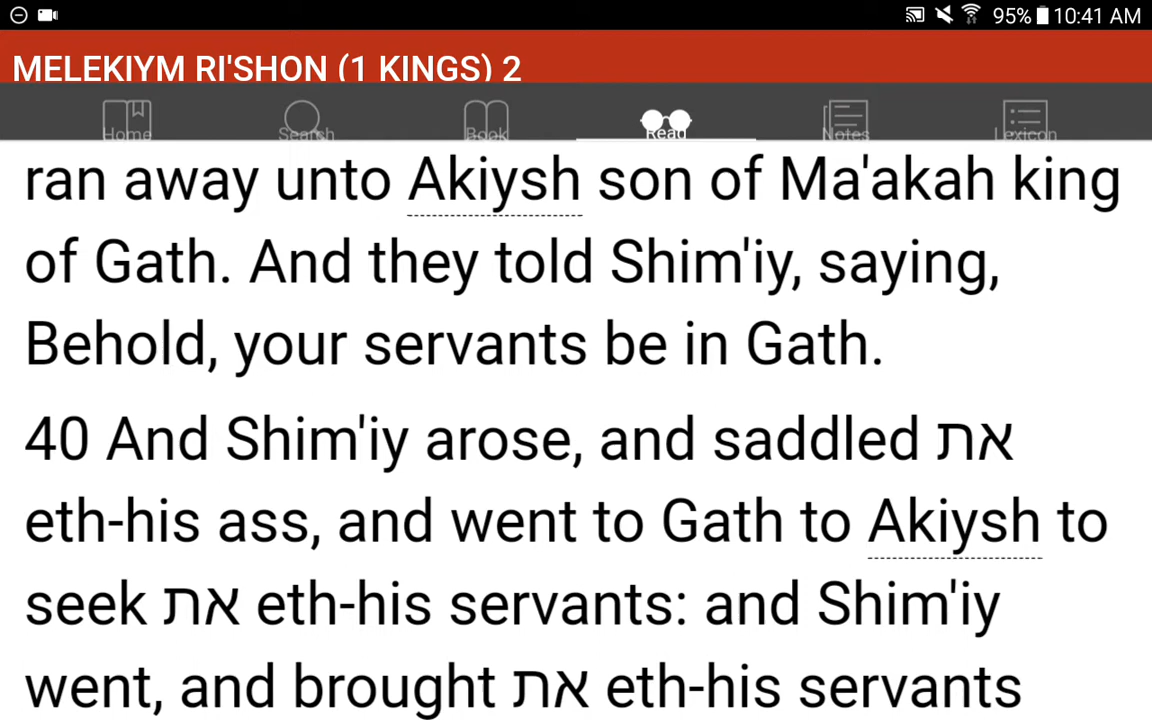 95% 10:41 AM
MELEKIYM RI'SHON (1 KINGS) 2
Home Search Book Read Notes Lexicon
ran away unto Akiysh son of Ma'akah king
of Gath. And they told Shim'iy, saying,
Behold, your servants be in Gath.
40 And Shim'iy arose, and saddled את
eth-his ass, and went to Gath to Akiysh to
seek את eth-his servants: and Shim'iy
went, and brought את eth-his servants